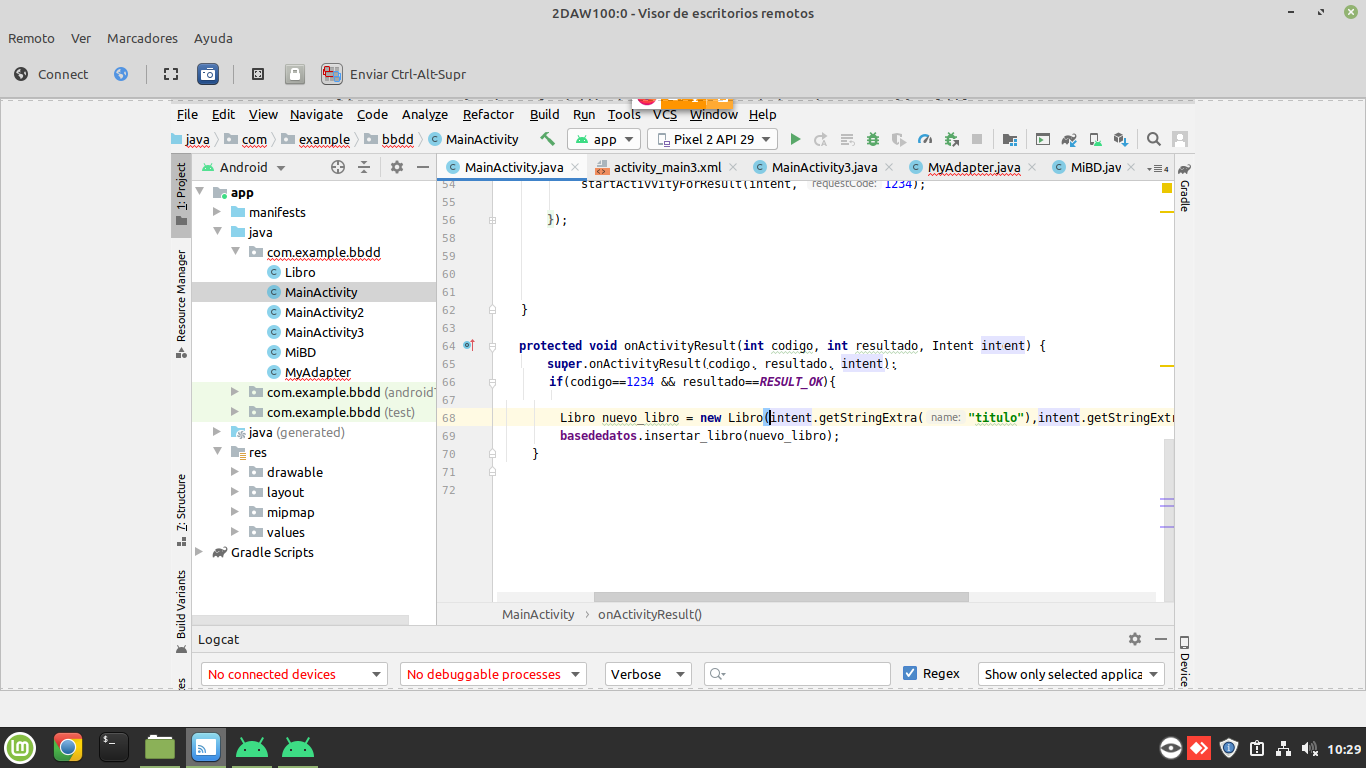 2DAW100:0 - Visor de escritorios remotos
Remoto Ver Marcadores Ayuda
Connect Enviar Ctrl-Alt-Supr
File Edit View Navigate Code Analyze Refactor Build Run Tools VCS Window Help
java com example bbdd MainActivity app Pixel 2 API 29
Android MainActivity.java activity_main3.xml MainActivity3.java MyAdapter.java MiBD.jav 4
1: Project
Resource Manager
7: Structure
Build Variants
app
manifests
java
com.example.bbdd
Libro
MainActivity
MainActivity2
MainActivity3
MiBD
MyAdapter
com.example.bbdd (androidT
com.example.bbdd (test)
java (generated)
res
drawable
layout
mipmap
values
Gradle Scripts
54 startActivityForResult(intent, requestCode: 1234);
55
56 });
58
59
60
61
62 }
63
64 protected void onActivityResult(int codigo, int resultado, Intent intent) {
65 super.onActivityResult(codigo, resultado, intent);
66 if(codigo==1234 && resultado==RESULT_OK){
67
68 Libro nuevo_libro = new Libro(intent.getStringExtra( name: "titulo"),intent.getStringExtr
69 basededatos.insertar_libro(nuevo_libro);
70 }
71
72
MainActivity onActivityResult()
Gradle
Device
Logcat
No connected devices No debuggable processes Verbose Regex Show only selected applica
10:29